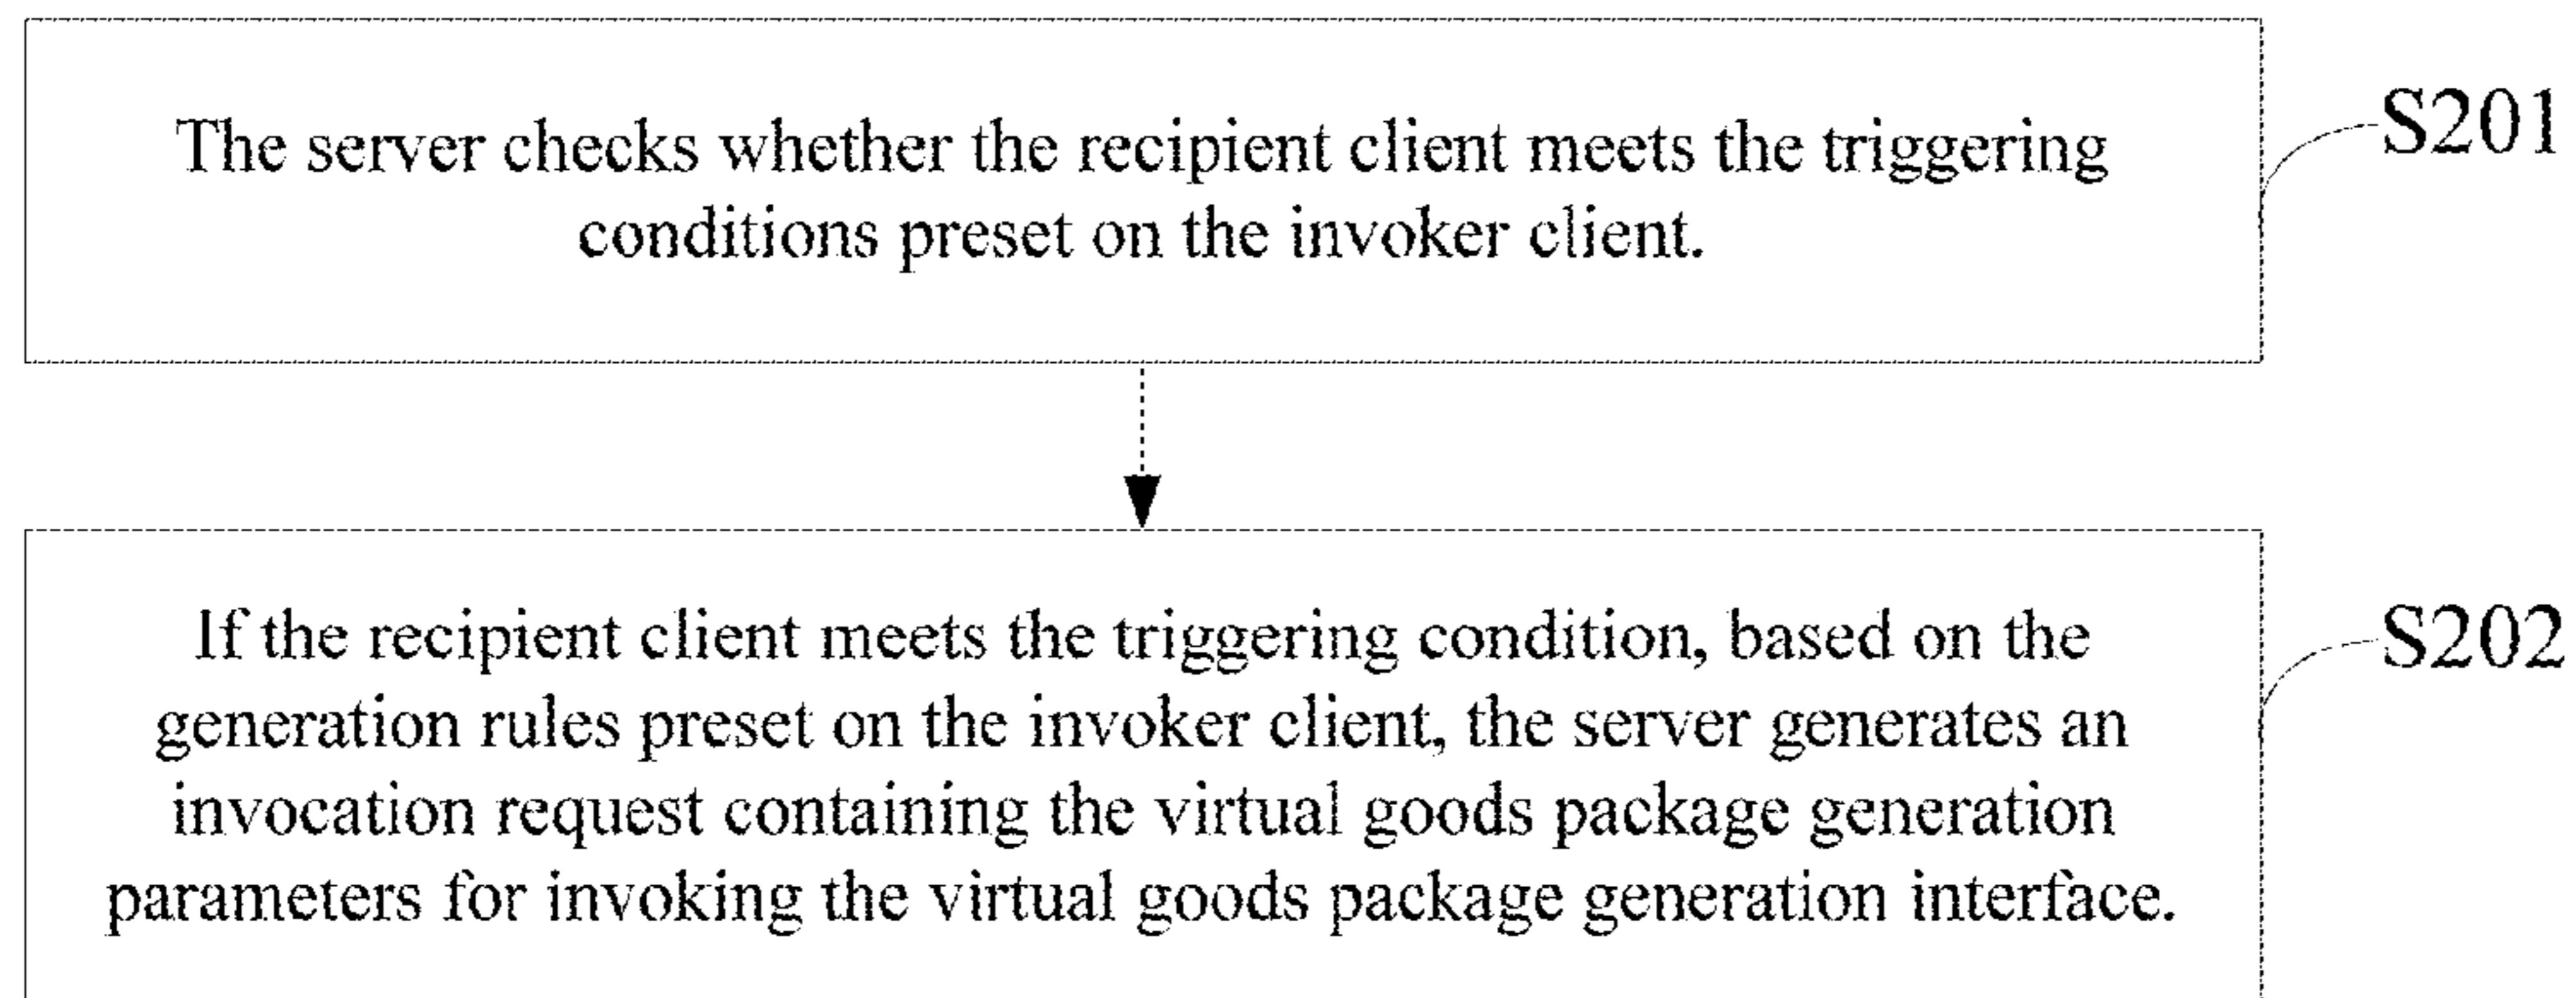 The server checks whether the recipient client meets the triggering
conditions preset on the invoker client.
S201
If the recipient client meets the triggering condition, based on the
generation rules preset on the invoker client, the server generates an
invocation request containing the virtual goods package generation
parameters for invoking the virtual goods package generation interface.
S202